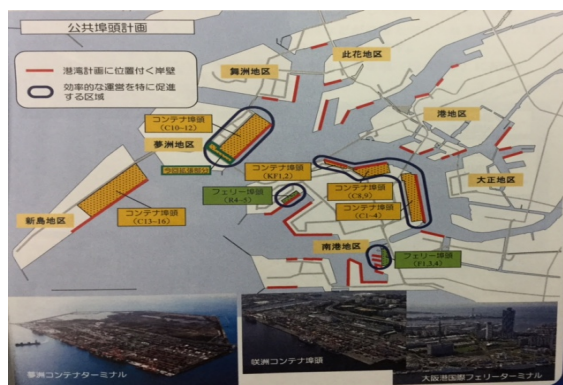 公共埠頭計画
港湾計画に位置付く岸壁
効率的な運営を特に促進
する区域
此花地区
舞洲地区
港地区
コンテナ埠頭
(C10~12)
夢洲地区
コンテナ埠頭
(KF1,2)
大正地区
フェリー埠頭
(R4~5)
コンテナ埠頭
(C8,9)
新島地区
コンテナ埠頭
(C13~16)
コンテナ埠頭
(C1~4)
南港地区
フェリー埠頭
(F1,3,4)
夢洲コンテナターミナル
咲洲コンテナ埠頭
大阪港国際フェリーターミナル